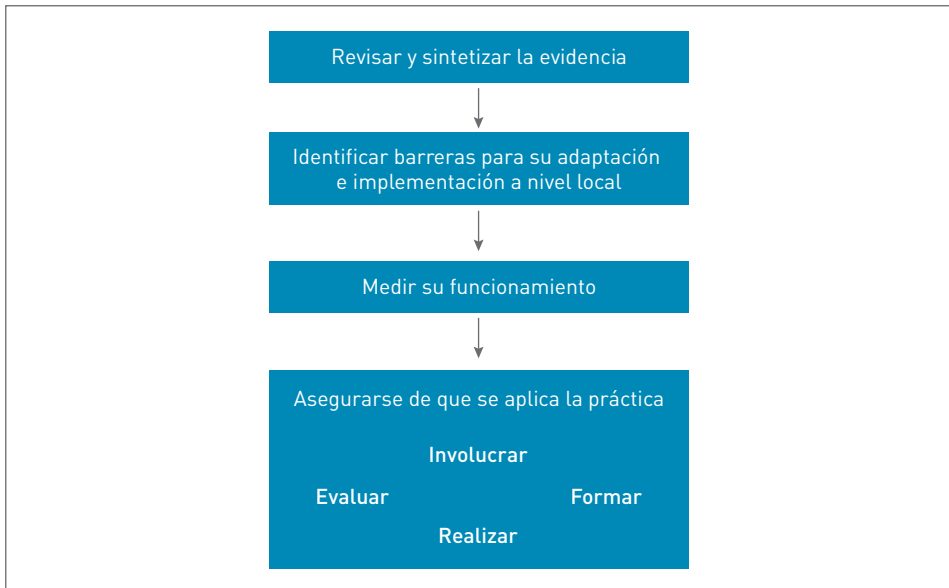 Revisar y sintetizar la evidencia
Identificar barreras para su adaptación
e implementación a nivel local
Medir su funcionamiento
Asegurarse de que se aplica la práctica
Involucrar
Evaluar Formar
Realizar